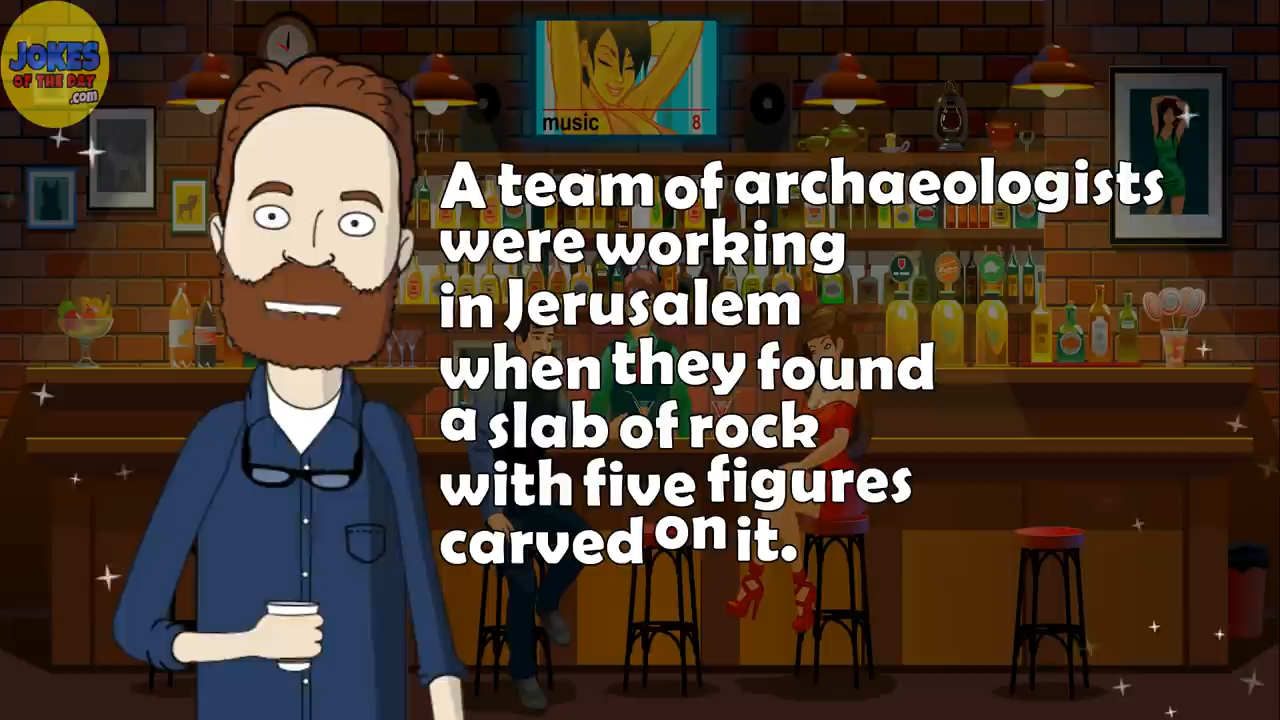 JOKES
OF THE DAY
.com
music 8
A team of archaeologists
were working
in Jerusalem
when they found
a slab of rock
with five figures
carved on it.